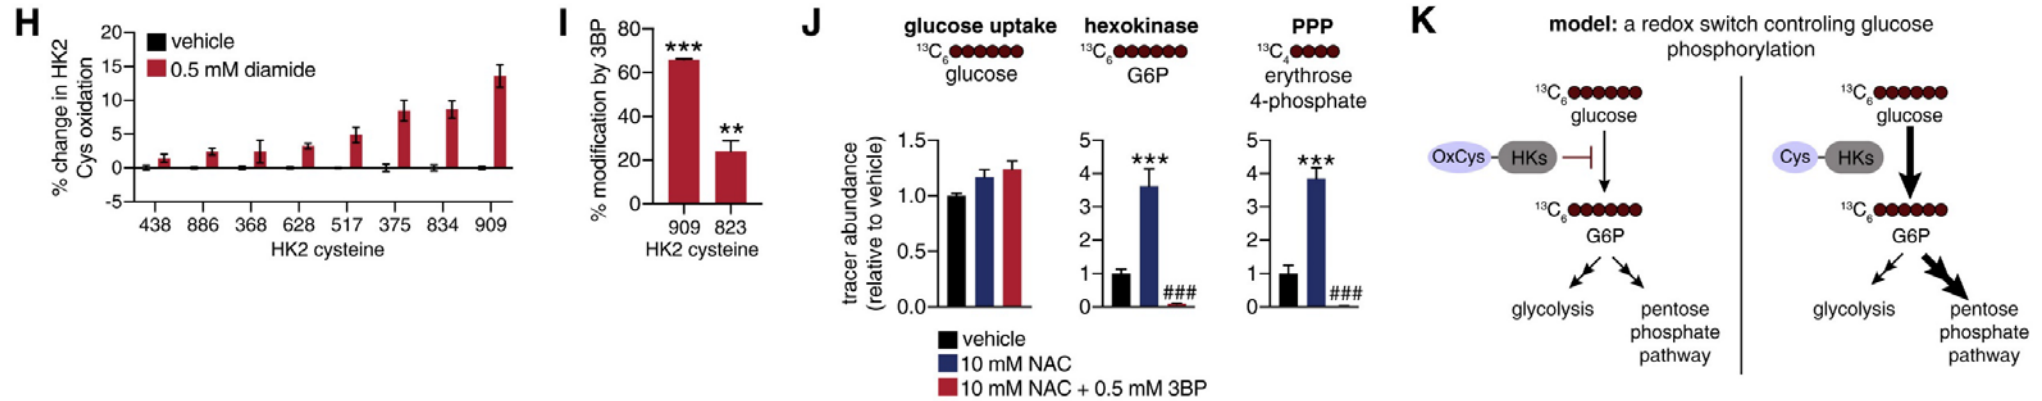 H
% change in HK2
Cys oxidation
20
15
10
5
0
-5
vehicle
0.5 mM diamide
438 886 368 628 517 375 834 909
HK2 cysteine
I
% modification by 3BP
80
60
40
20
0
***
**
909 823
HK2 cysteine
J
glucose uptake
13C6
glucose
hexokinase
13C6
G6P
PPP
13C4
erythrose
4-phosphate
tracer abundance
(relative to vehicle)
1.5
1.0
0.5
0.0
5
4
3
2
1
0
***
###
5
4
3
2
1
0
***
###
vehicle
10 mM NAC
10 mM NAC + 0.5 mM 3BP
K
model: a redox switch controling glucose
phosphorylation
13C6
glucose
OxCys
HKs
13C6
G6P
glycolysis
pentose
phosphate
pathway
13C6
glucose
Cys
HKs
13C6
G6P
glycolysis
pentose
phosphate
pathway